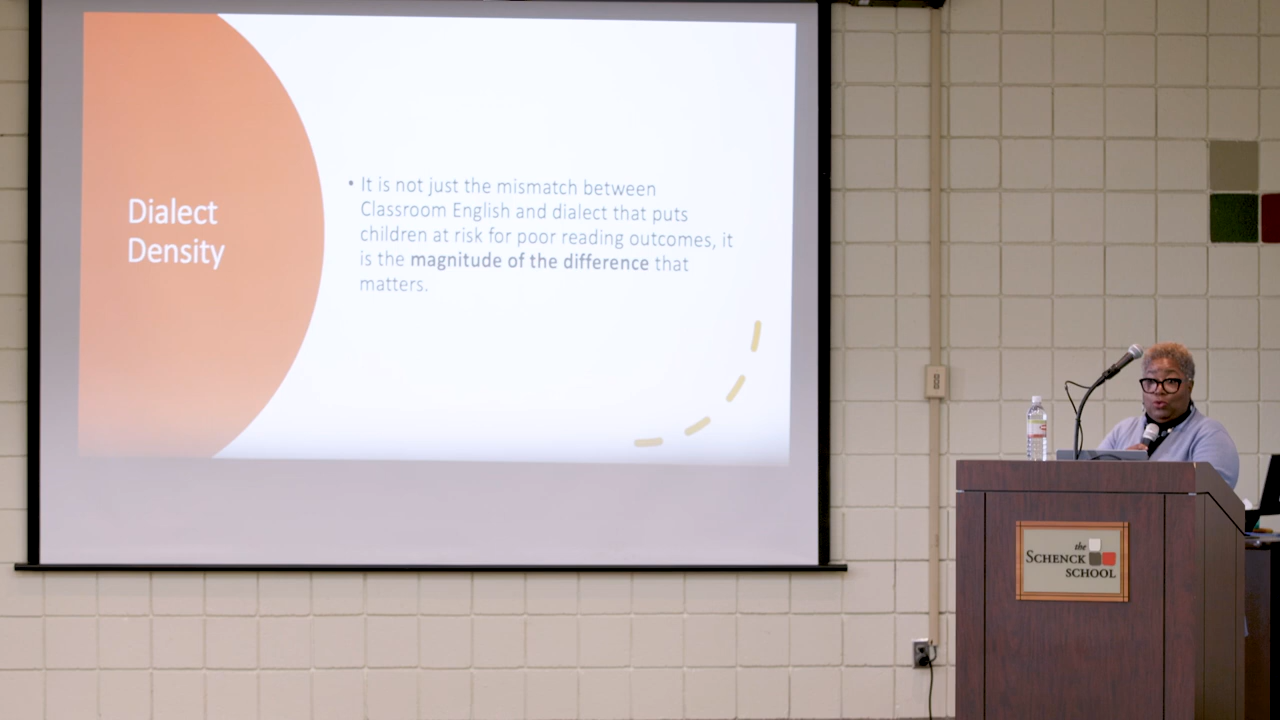 Dialect
Density
• It is not just the mismatch between
Classroom English and dialect that puts
children at risk for poor reading outcomes, it
is the magnitude of the difference that
matters.
the
SCHENCK
SCHOOL